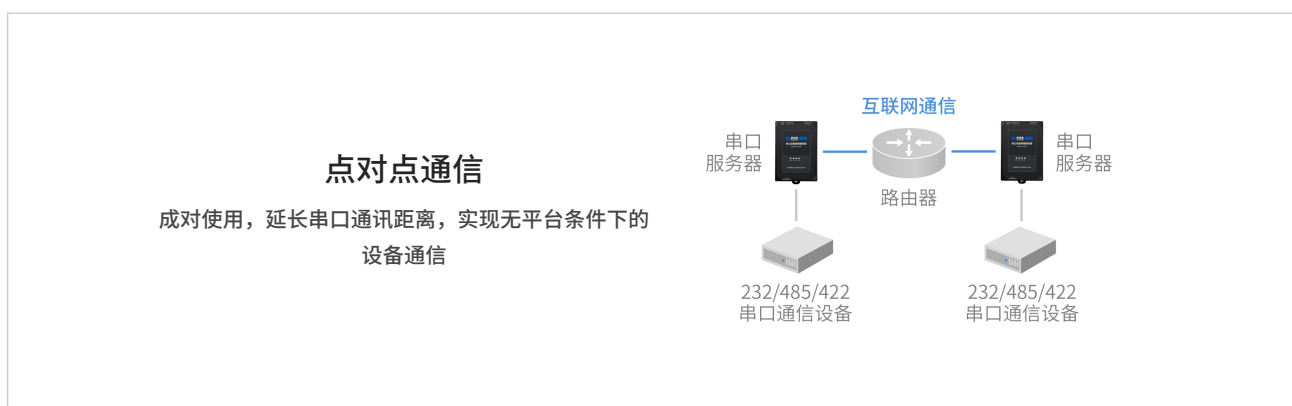 点对点通信
成对使用，延长串口通讯距离，实现无平台条件下的
设备通信
互联网通信
串口
服务器
串口
服务器
路由器
232/485/422
串口通信设备
232/485/422
串口通信设备